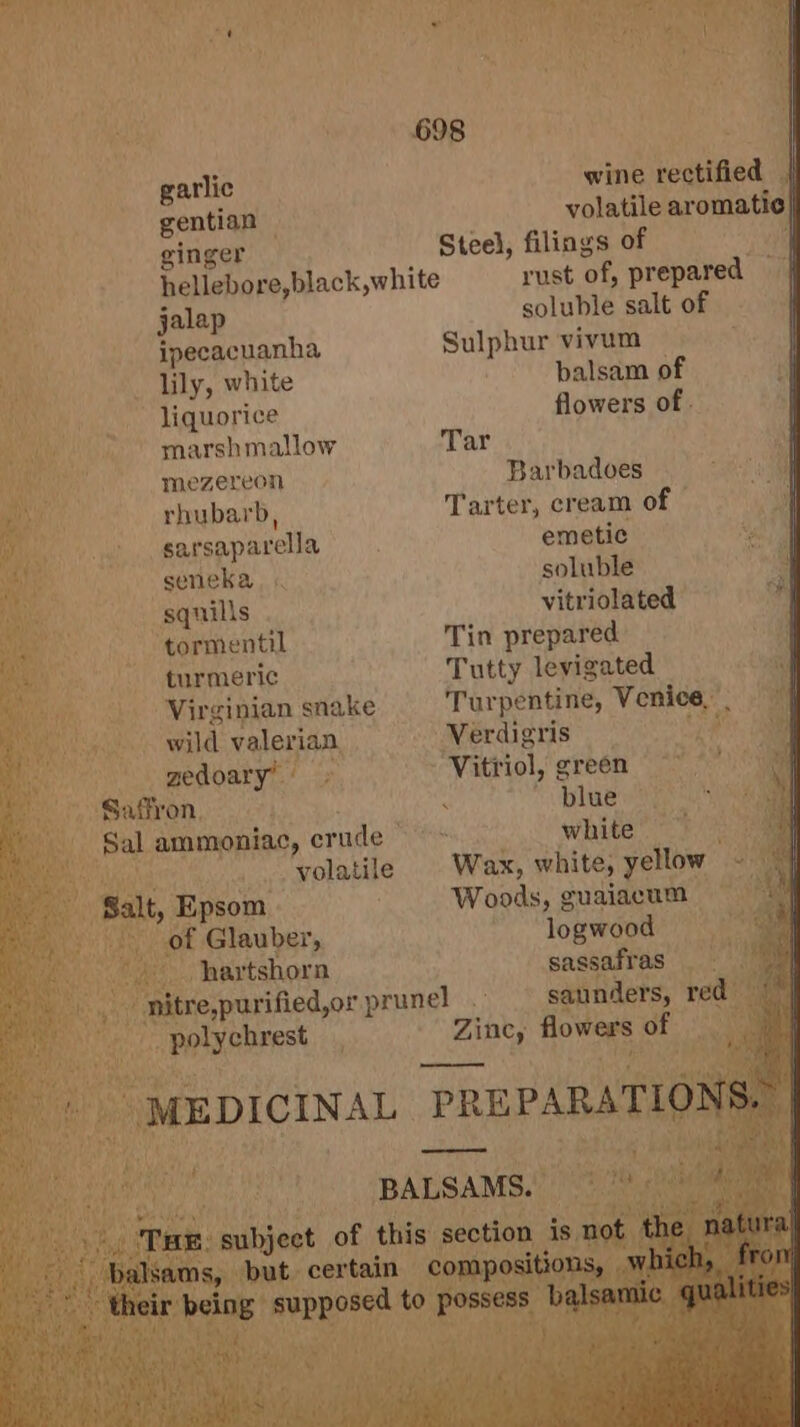 698
garlic
gentian
ginger
hellebore,black,white
jalap
ipecacuanha
lily, white
liquorice
marshmallow
mezereon
rhubarb,
sarsaparella
seneka
squills
tormentil
turmeric
Virginian snake
wild valerian
zedoary
Saffron
Sal ammoniac, crude
volatile
Salt, Epsom
of Glauber,
hartshorn
nitre,purified,or prunel
polychrest
wine rectified
volatile aromatic
Steel, filings of
rust of, prepared
soluble salt of
Sulphur vivum
balsam of
flowers of
Tar
Barbadoes
Tarter, cream of
emetic
soluble
vitriolated
Tin prepared
Tutty levigated
Turpentine, Venice,
Verdigris
Vitriol, green
blue
white
Wax, white, yellow
Woods, guaiacum
logwood
sassafras
saunders, red
Zinc, flowers of
MEDICINAL PREPARATIONS.
BALSAMS.
THE subject of this section is not the natural
balsams, but certain compositions, which, from
their being supposed to possess balsamic qualities